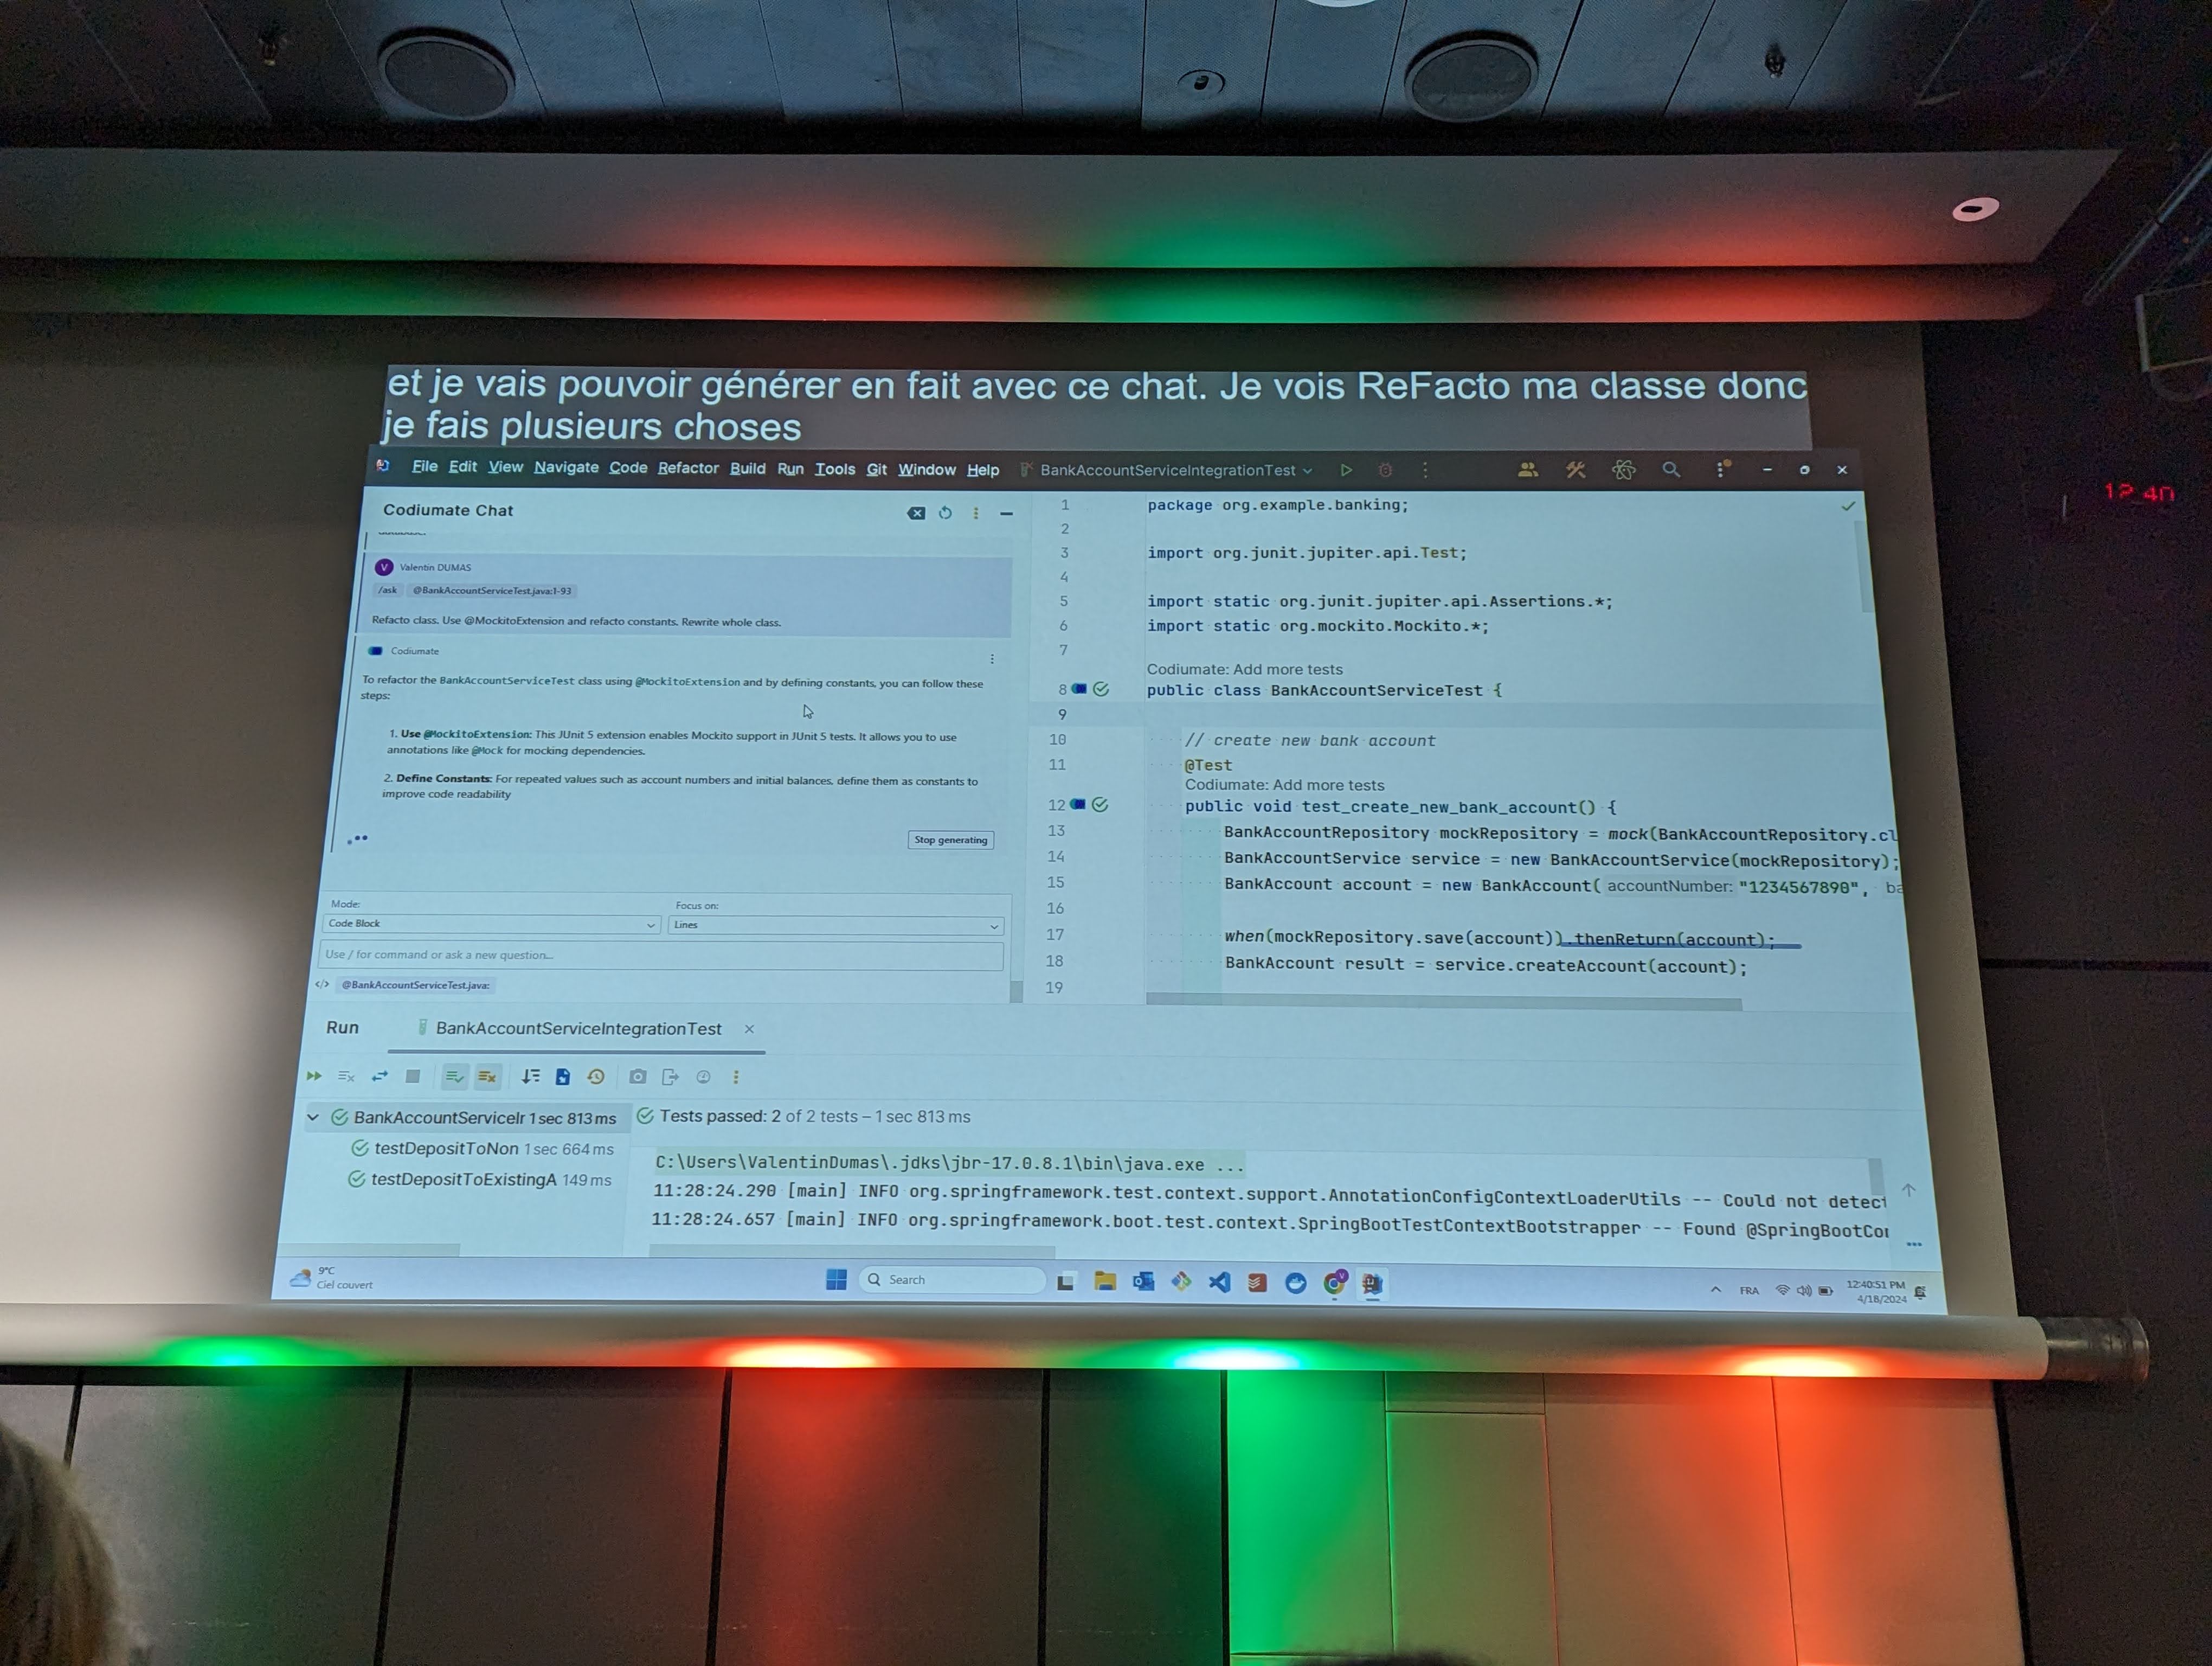 et je vais pouvoir générer en fait avec ce chat. Je vois ReFacto ma classe donc
je fais plusieurs choses
File Edit View Navigate Code Refactor Build Run Tools Git Window Help
BankAccountServiceIntegrationTest
12 40
Codiumate Chat
Valentin DUMAS
/ask @BankAccountServiceTest.java:1-93
Refacto class. Use @MockitoExtension and refacto constants. Rewrite whole class.
Codiumate
To refactor the BankAccountServiceTest class using @MockitoExtension and by defining constants, you can follow these
steps:
1. Use @MockitoExtension: This JUnit 5 extension enables Mockito support in JUnit 5 tests. It allows you to use
annotations like @Mock for mocking dependencies.
2. Define Constants: For repeated values such as account numbers and initial balances, define them as constants to
improve code readability
Stop generating
Mode:
Focus on:
Code Block
Lines
Use / for command or ask a new question...
</> @BankAccountServiceTest.java:
1 package org.example.banking;
2
3 import org.junit.jupiter.api.Test;
4
5 import static org.junit.jupiter.api.Assertions.*;
6 import static org.mockito.Mockito.*;
7
Codiumate: Add more tests
8 public class BankAccountServiceTest {
9
10 // create new bank account
11 @Test
Codiumate: Add more tests
12 public void test_create_new_bank_account() {
13 BankAccountRepository mockRepository = mock(BankAccountRepository.cl
14 BankAccountService service = new BankAccountService(mockRepository);
15 BankAccount account = new BankAccount( accountNumber: "1234567890", ba
16
17 when(mockRepository.save(account)).thenReturn(account);
18 BankAccount result = service.createAccount(account);
19
Run
BankAccountServiceIntegrationTest
BankAccountServiceIr 1 sec 813 ms
testDepositToNon 1 sec 664 ms
testDepositToExistingA 149 ms
Tests passed: 2 of 2 tests – 1 sec 813 ms
C:\Users\ValentinDumas\.jdks\jbr-17.0.8.1\bin\java.exe ...
11:28:24.290 [main] INFO org.springframework.test.context.support.AnnotationConfigContextLoaderUtils -- Could not detect
11:28:24.657 [main] INFO org.springframework.boot.test.context.SpringBootTestContextBootstrapper -- Found @SpringBootCon
9°C
Ciel couvert
Search
FRA
12:40:51 PM
4/18/2024